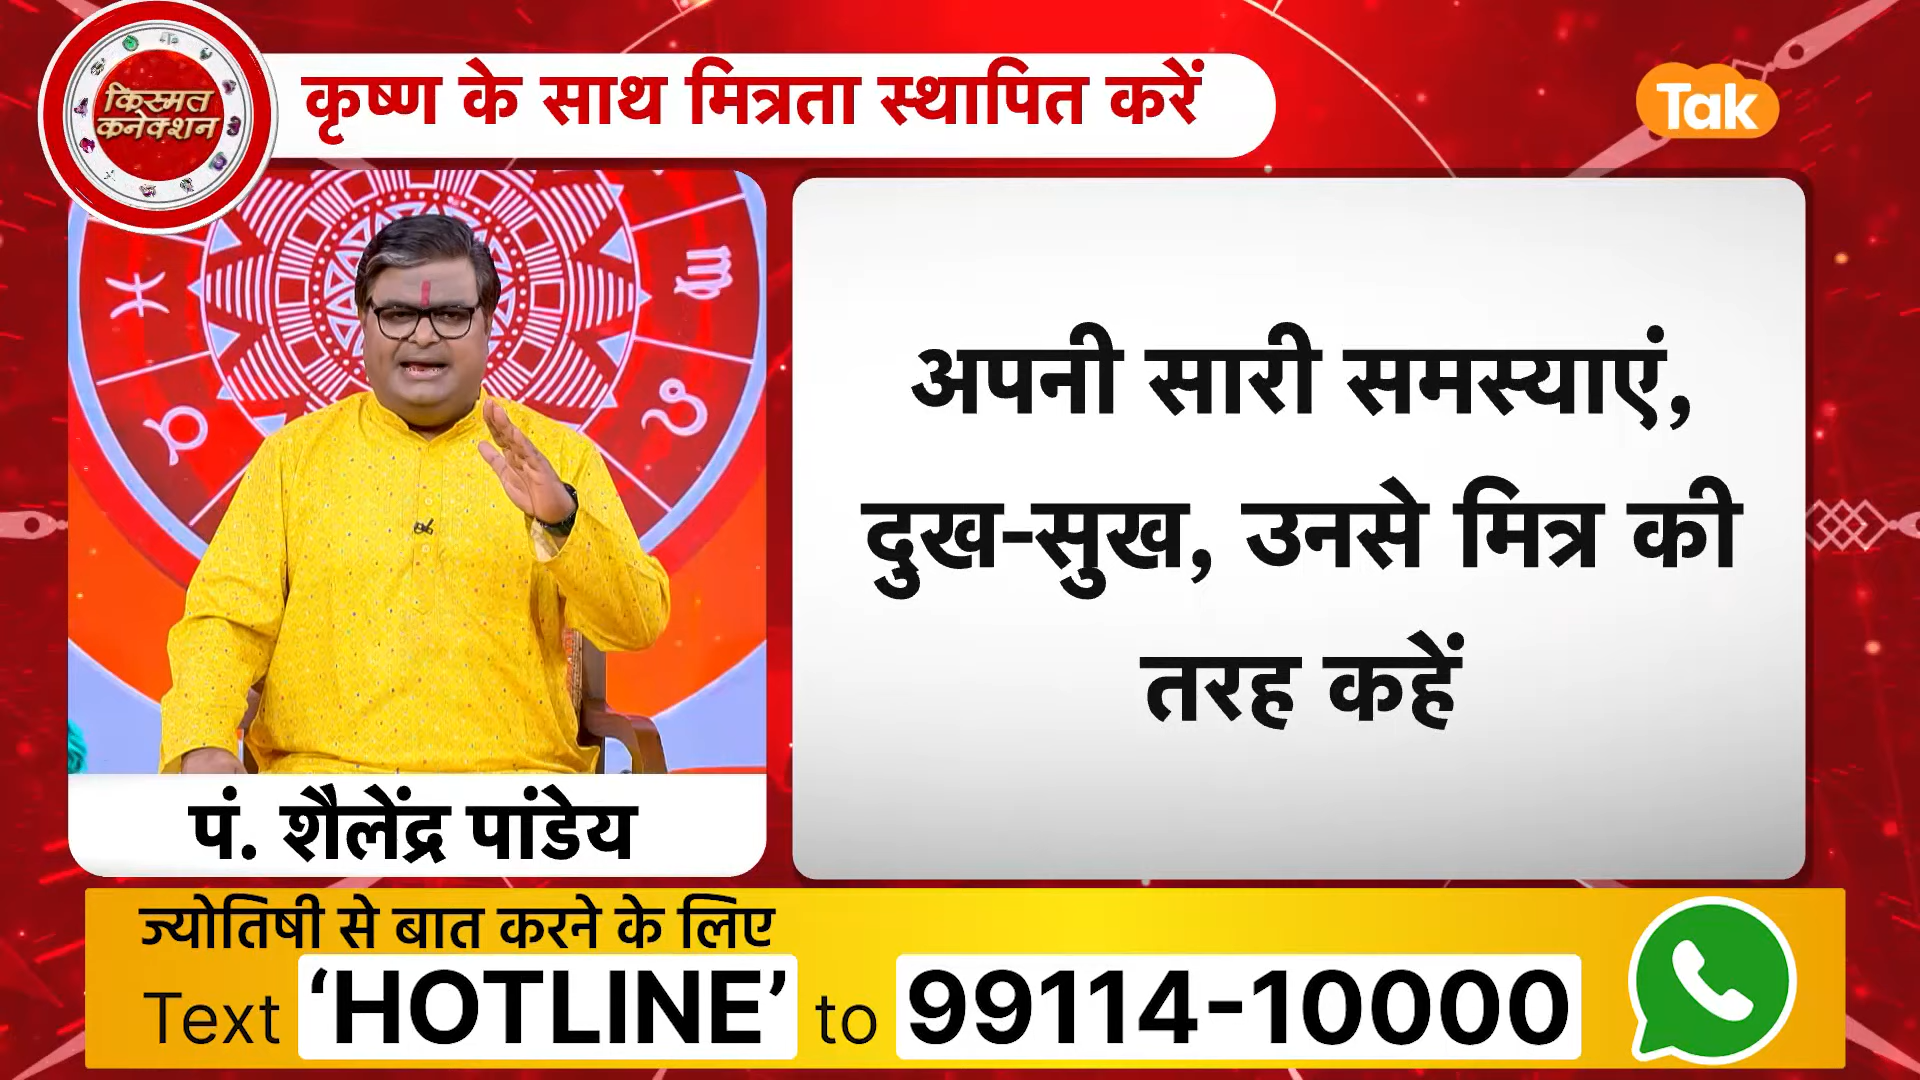 किस्मत
कनेक्शन
कृष्ण के साथ मित्रता स्थापित करें
Tak
अपनी सारी समस्याएं,
दुख-सुख, उनसे मित्र की
तरह कहें
पं. शैलेंद्र पांडेय
ज्योतिषी से बात करने के लिए
Text ‘HOTLINE’ to 99114-10000